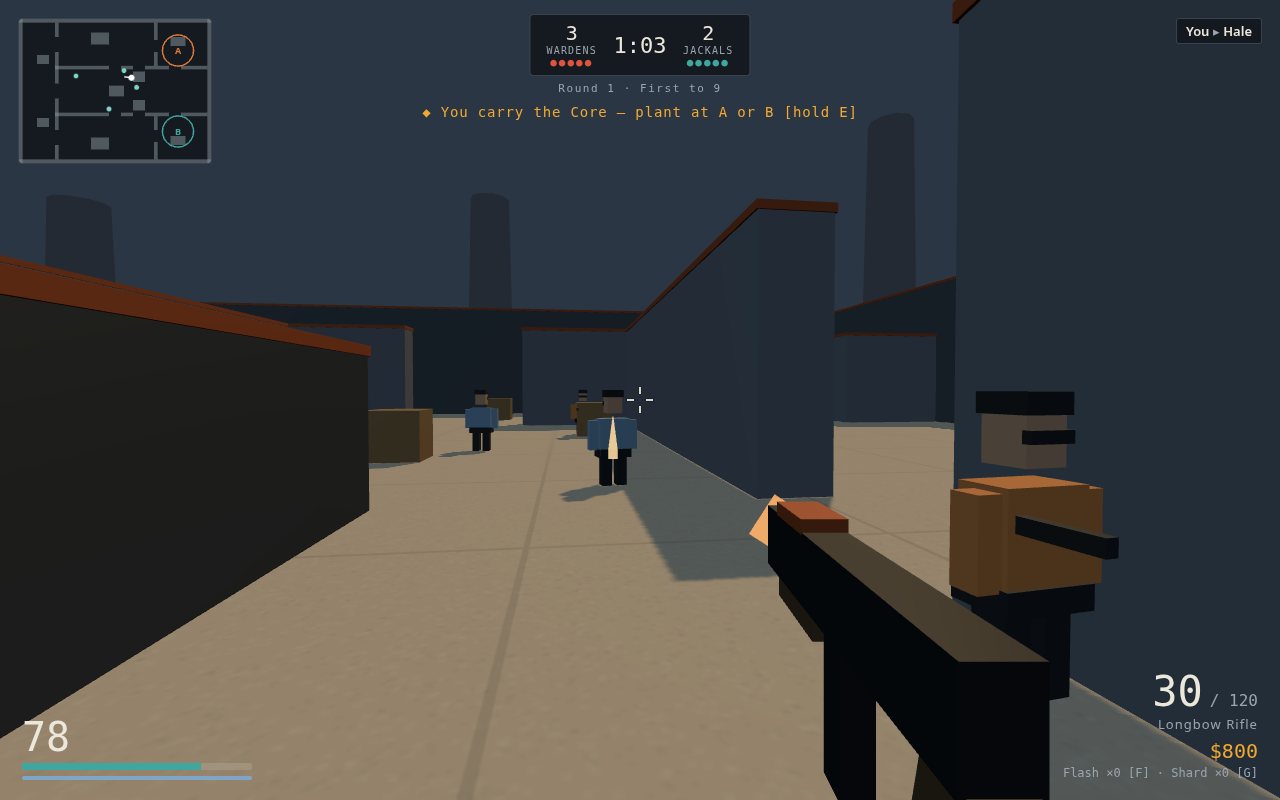 A
B
3 1:03 2
WARDENS JACKALS
Round 1 · First to 9
◆ You carry the Core — plant at A or B [hold E]
You ▸ Hale
78
30 / 120
Longbow Rifle
$800
Flash ×0 [F] · Shard ×0 [G]